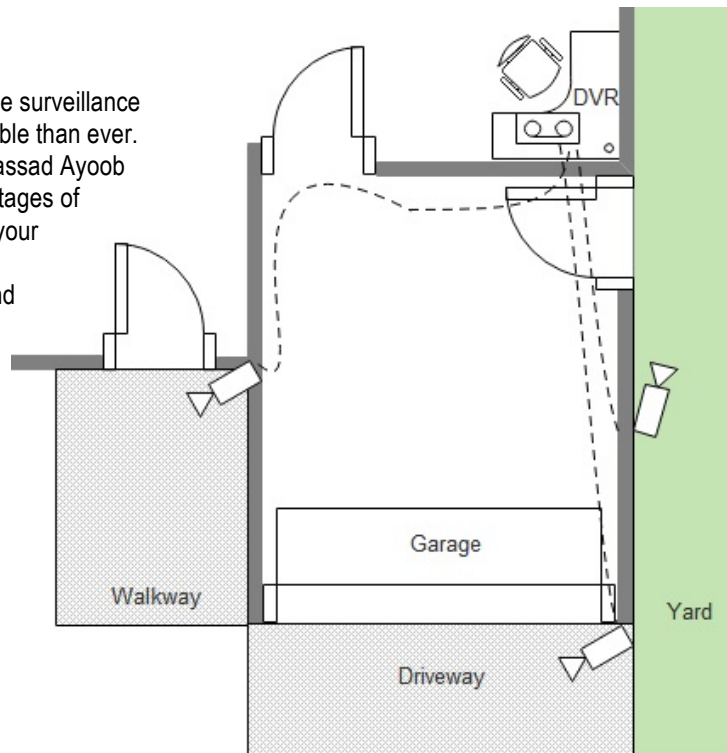 e surveillance
ble than ever.
assad Ayoob
tages of
your
nd
DVR
Garage
Walkway
Yard
Driveway